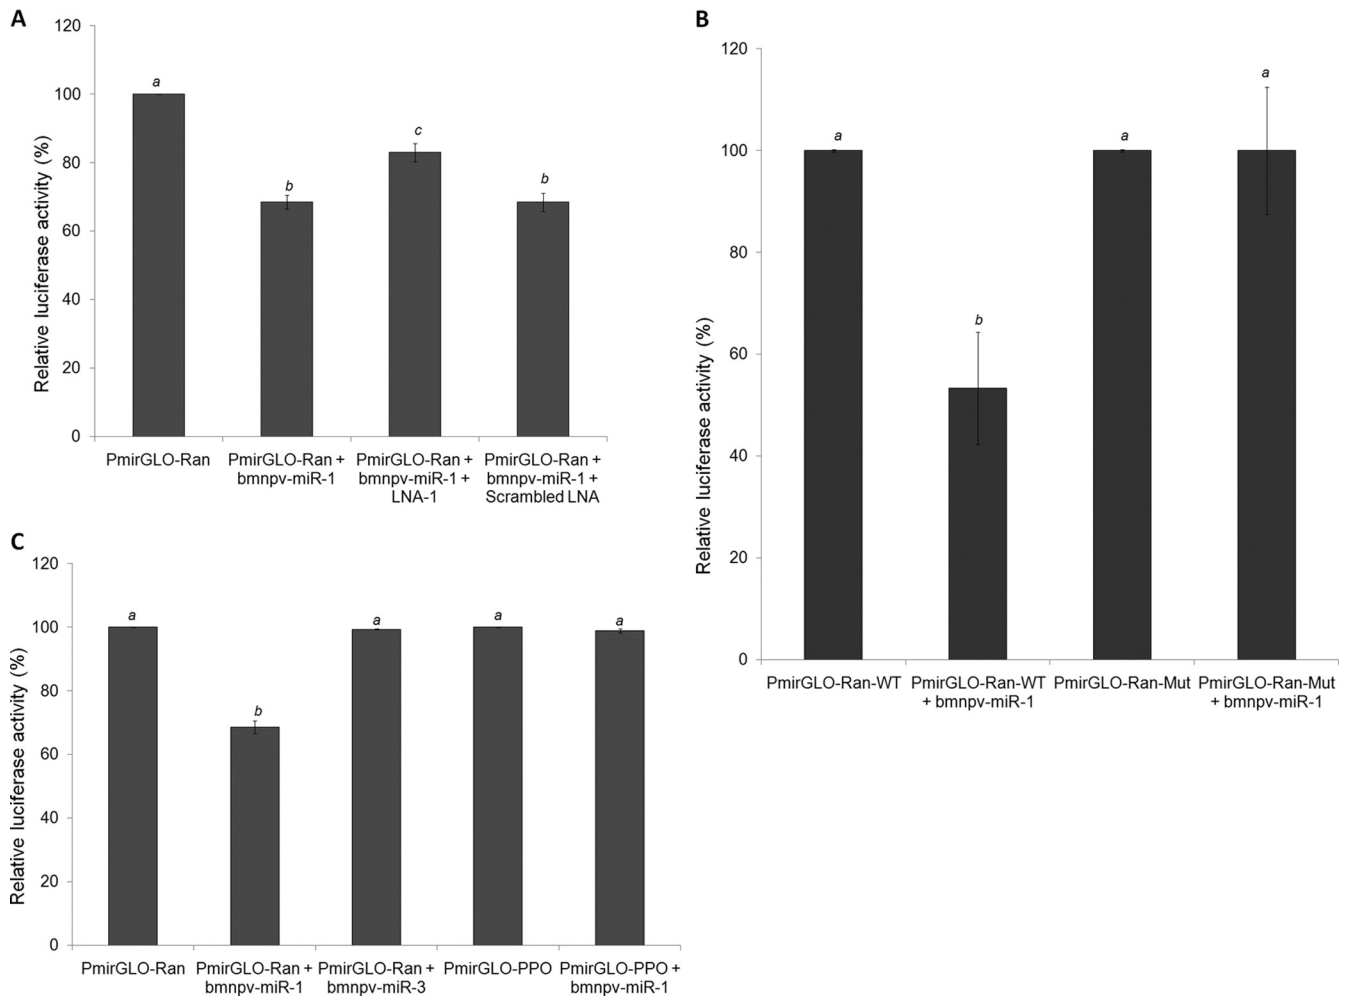 A
Relative luciferase activity (%)
120
100
80
60
40
20
0
a
b
c
b
PmirGLO-Ran
PmirGLO-Ran +
bmnpv-miR-1
PmirGLO-Ran +
bmnpv-miR-1 +
LNA-1
PmirGLO-Ran +
bmnpv-miR-1 +
Scrambled LNA
B
Relative luciferase activity (%)
120
100
80
60
40
20
0
a
b
a
a
PmirGLO-Ran-WT
PmirGLO-Ran-WT
+ bmnpv-miR-1
PmirGLO-Ran-Mut
PmirGLO-Ran-Mut
+ bmnpv-miR-1
C
Relative luciferase activity (%)
120
100
80
60
40
20
0
a
b
a
a
a
PmirGLO-Ran
PmirGLO-Ran +
bmnpv-miR-1
PmirGLO-Ran +
bmnpv-miR-3
PmirGLO-PPO
PmirGLO-PPO +
bmnpv-miR-1